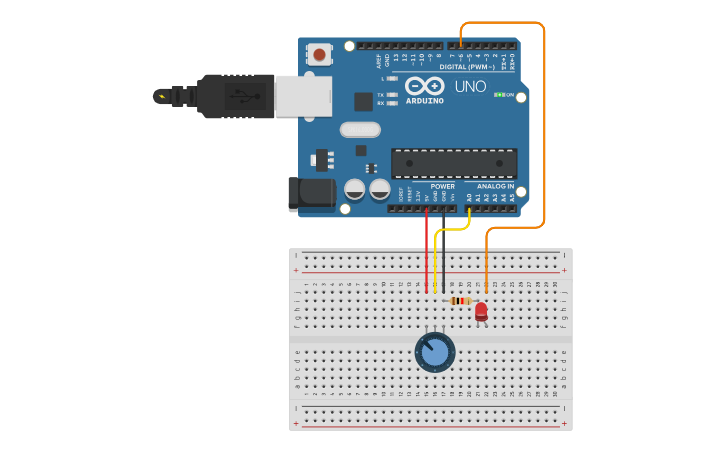 AREF
GND
13
12
~11
~10
~9
8
7
~6
~5
4
~3
2
TX→1
RX←0
DIGITAL (PWM~)
L
TX
RX
UNO
ARDUINO
ON
POWER
ANALOG IN
IOREF
RESET
3.3V
5V
GND
GND
Vin
A0
A1
A2
A3
A4
A5
j
i
h
g
f
e
d
c
b
a